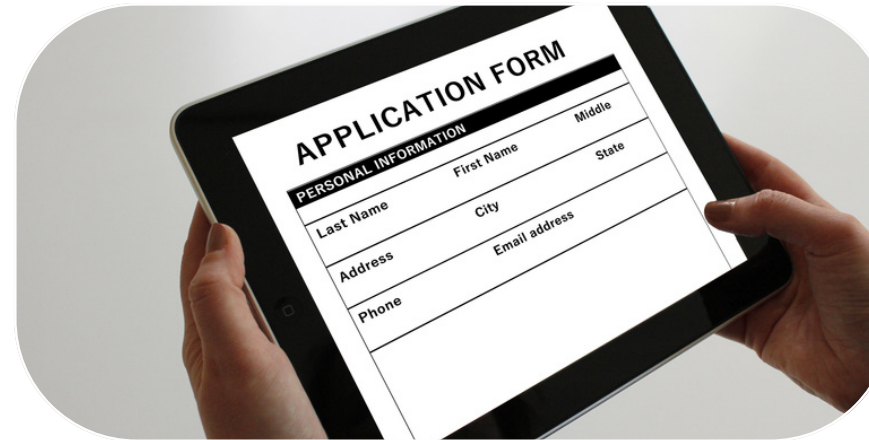 APPLICATION FORM
PERSONAL INFORMATION
Last Name First Name Middle
Address City State
Phone Email address